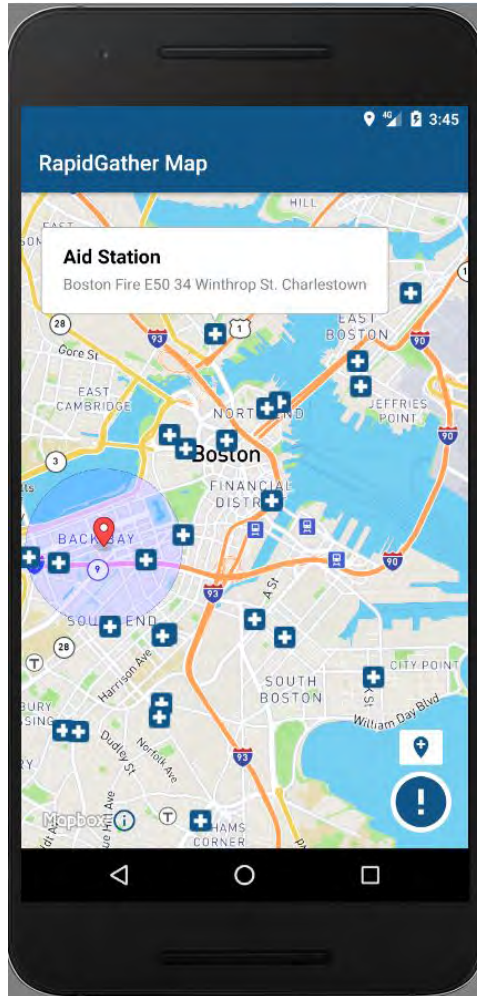 4G 3:45
RapidGather Map
HILL
EAST
Aid Station
Boston Fire E50 34 Winthrop St. Charlestown
28
93
1
EAST
BOSTON
90
Gore St
EAST
CAMBRIDGE
NORTH END
JEFFRIES
POINT
90
3
Boston
FINANCIAL
BACK BAY
9
90
93
A St
SOUTH END
28
T
Harrison Ave
SOUTH
BOSTON
CITY POINT
K St
William Day Blvd
Dudley St
Norfolk Ave
93
Mapbox
T
CORNER